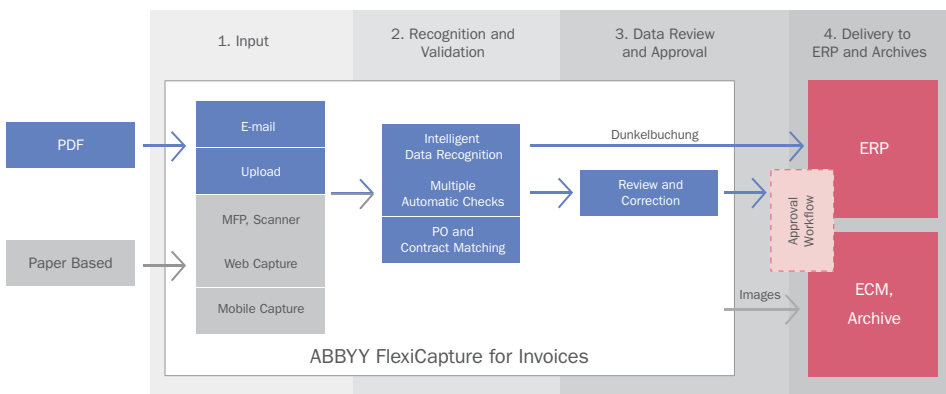 1. Input
2. Recognition and
Validation
3. Data Review
and Approval
4. Delivery to
ERP and Archives
PDF
Paper Based
E-mail
Upload
MFP, Scanner
Web Capture
Mobile Capture
Intelligent
Data Recognition
Multiple
Automatic Checks
PO and
Contract Matching
Dunkelbuchung
Review and
Correction
Approval
Workflow
ERP
Images
ECM,
Archive
ABBYY FlexiCapture for Invoices